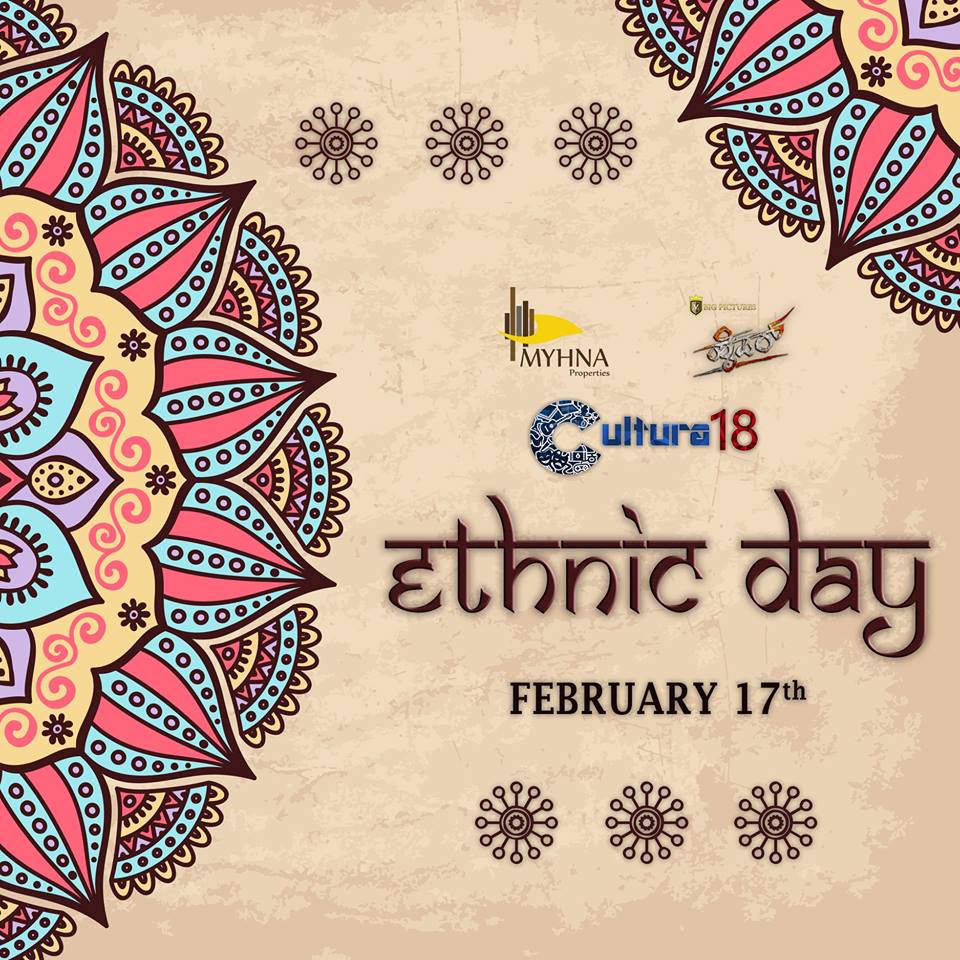 BIG PICTURES
MYHNA
Properties
Cultura18
Ethnic Day
FEBRUARY 17th